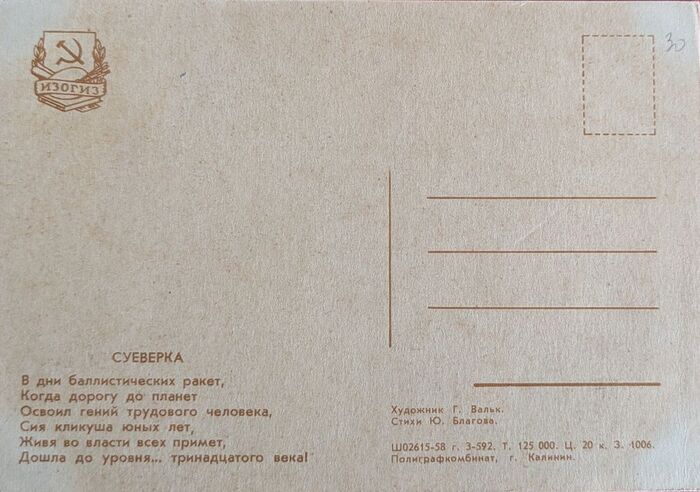 ИЗОГИЗ
30
СУЕВЕРКА
В дни баллистических ракет,
Когда дорогу до планет
Освоил гений трудового человека,
Сия кликуша юных лет,
Живя во власти всех примет,
Дошла до уровня... тринадцатого века!
Художник Г. Вальк.
Стихи Ю. Благова.
Ш02615-58 г. З-592. Т. 125 000. Ц. 20 к. З. 1006.
Полиграфкомбинат, г. Калинин.